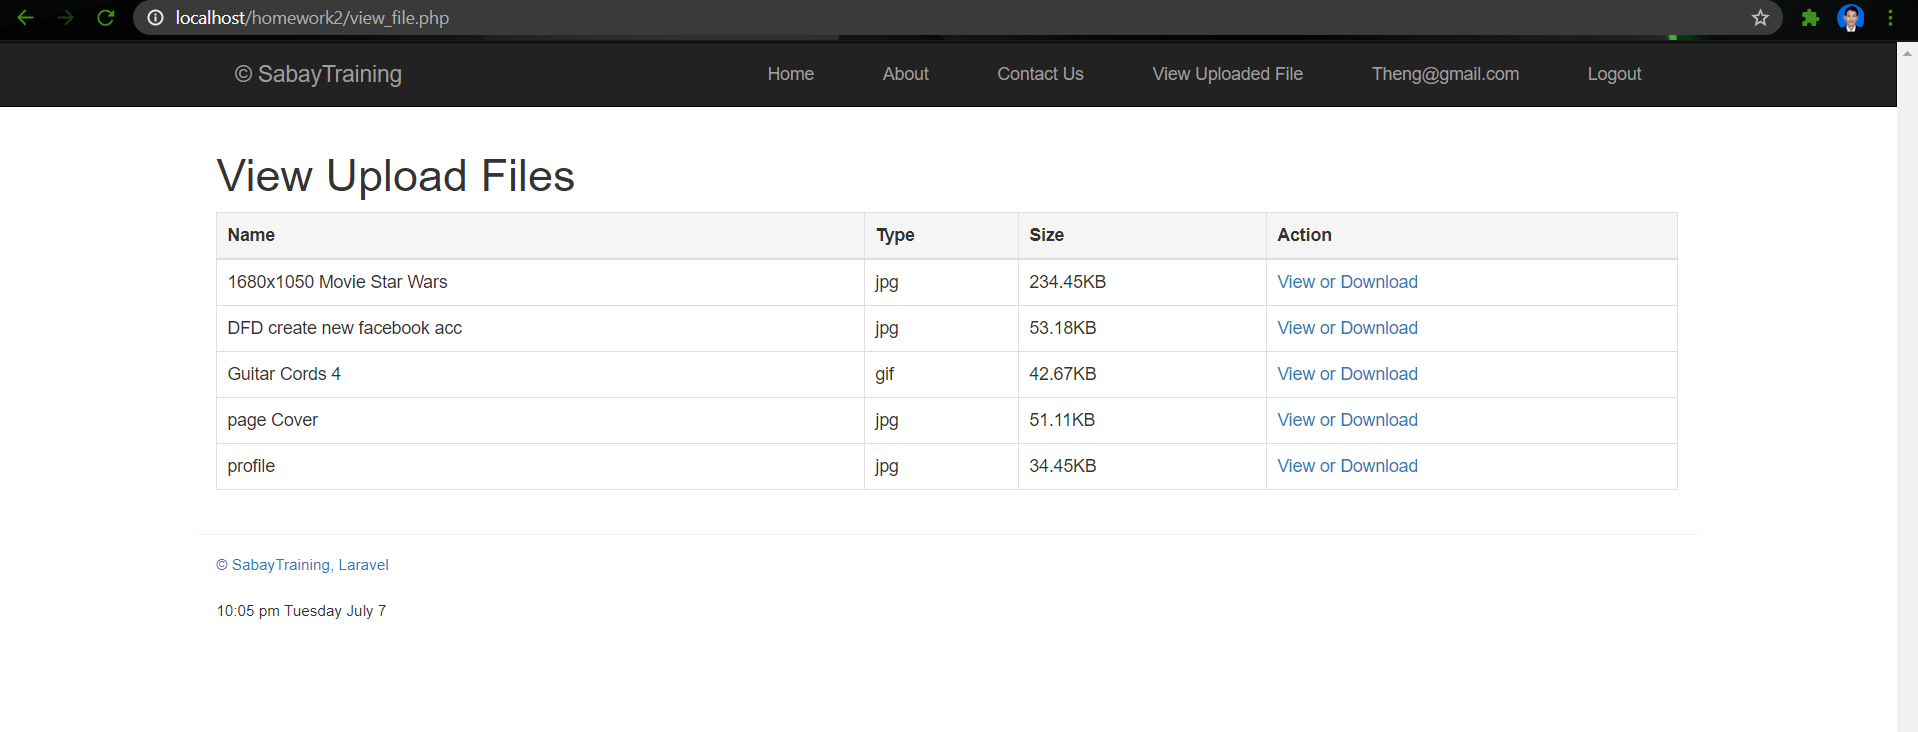 localhost/homework2/view_file.php
© SabayTraining Home About Contact Us View Uploaded File Theng@gmail.com Logout
View Upload Files
Name Type Size Action
1680x1050 Movie Star Wars jpg 234.45KB View or Download
DFD create new facebook acc jpg 53.18KB View or Download
Guitar Cords 4 gif 42.67KB View or Download
page Cover jpg 51.11KB View or Download
profile jpg 34.45KB View or Download
© SabayTraining, Laravel
10:05 pm Tuesday July 7